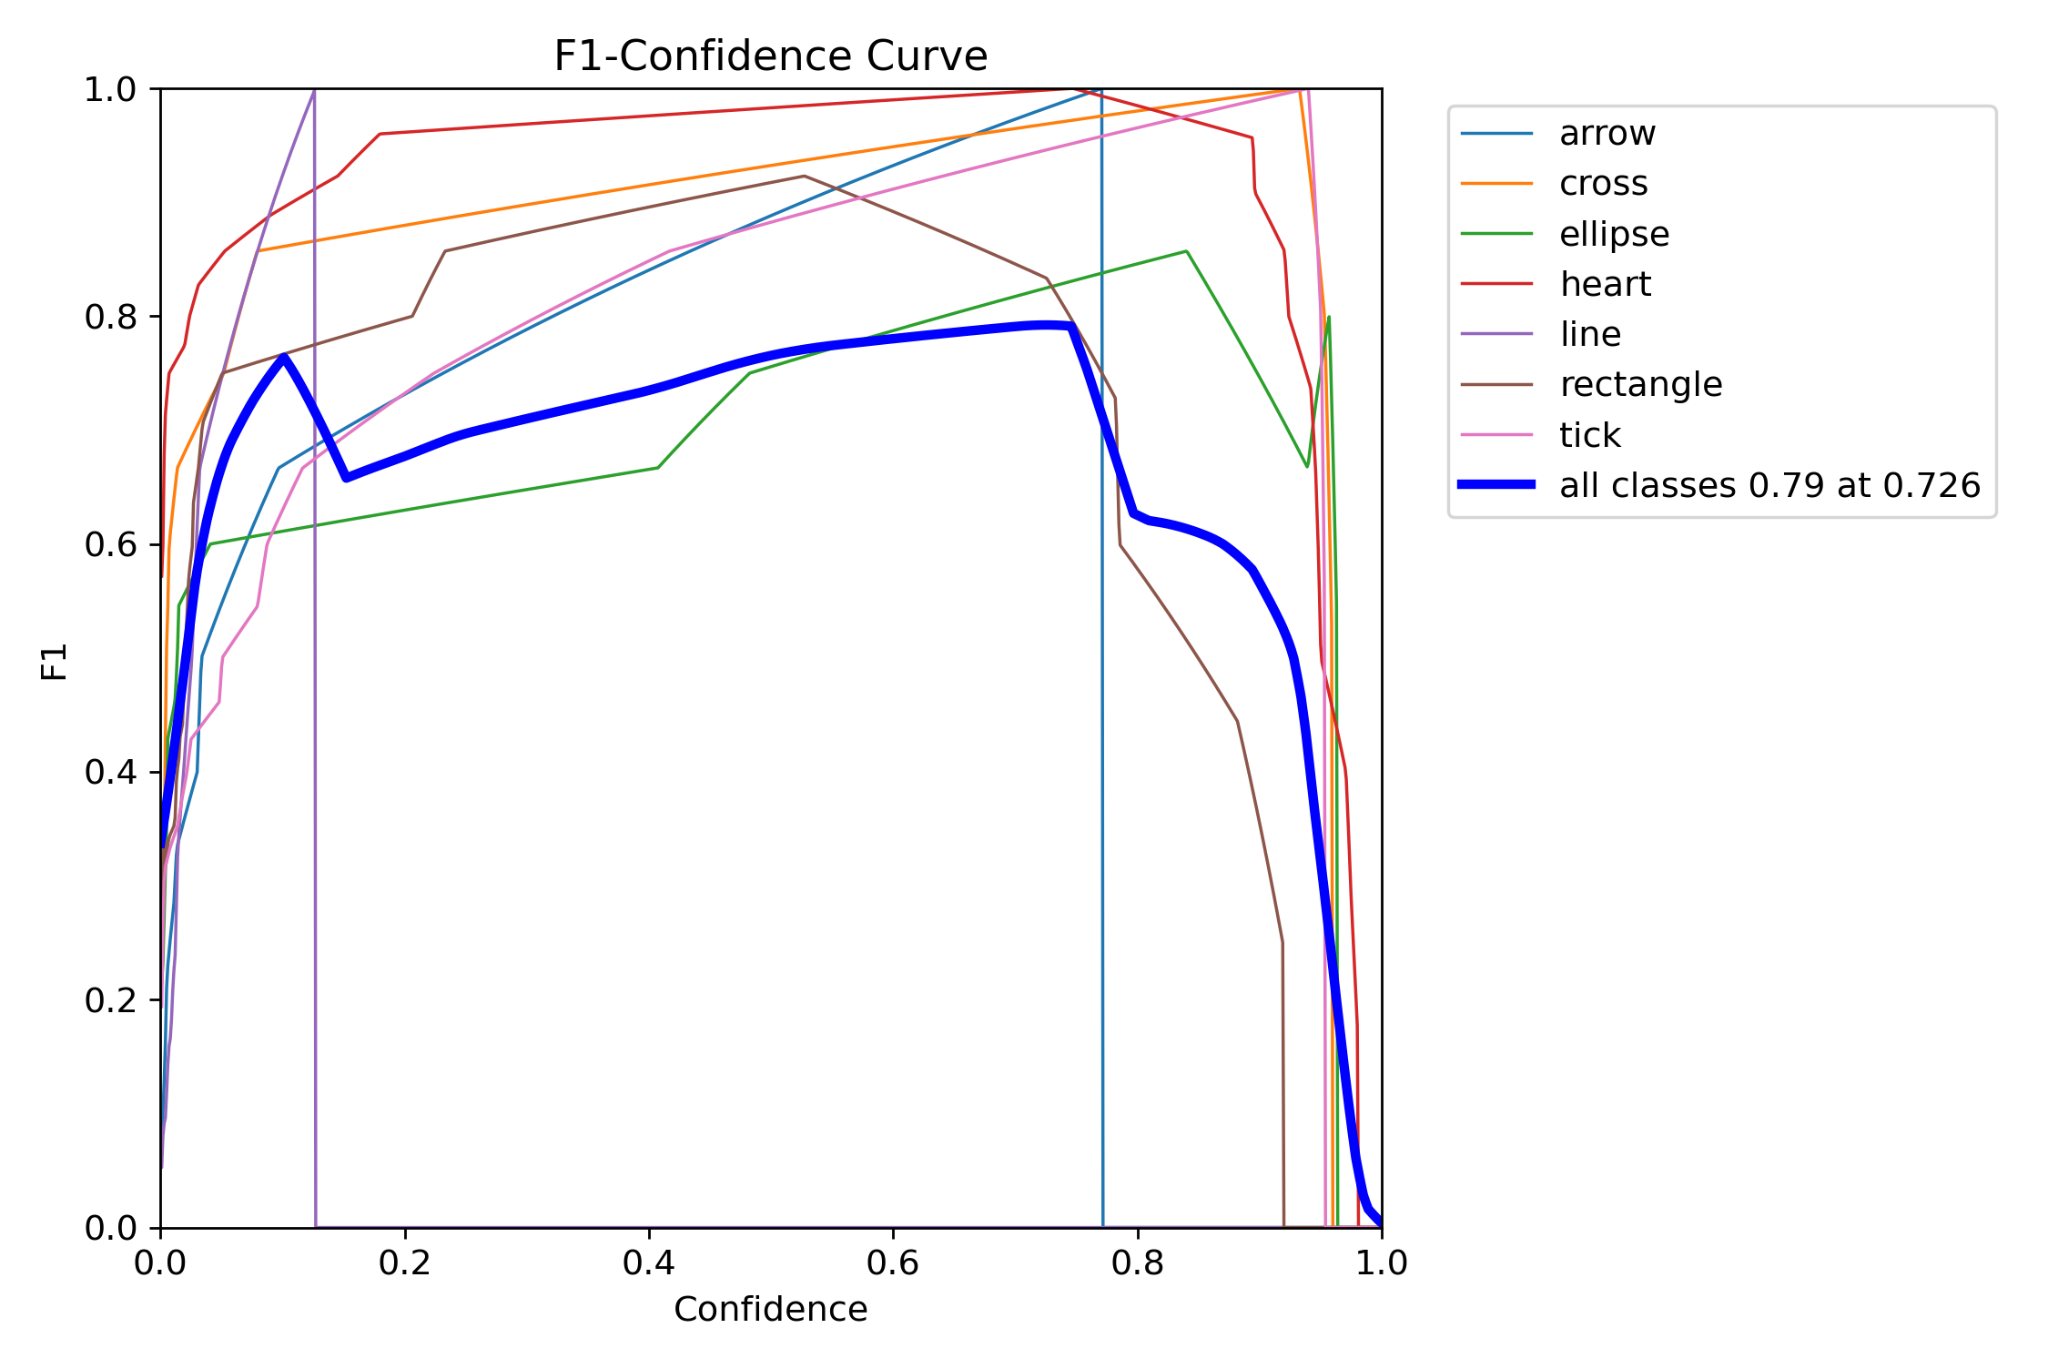 F1-Confidence Curve
1.0
0.8
0.6
0.4
0.2
0.0
F1
0.0 0.2 0.4 0.6 0.8 1.0
Confidence
arrow
cross
ellipse
heart
line
rectangle
tick
all classes 0.79 at 0.726